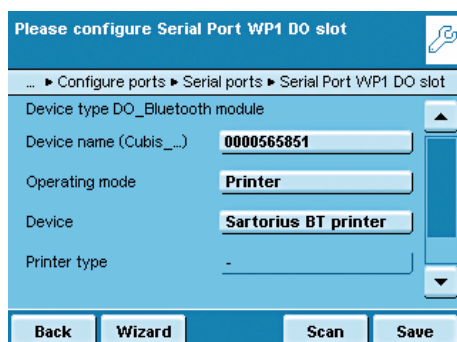 Please configure Serial Port WP1 DO slot
... ▸ Configure ports ▸ Serial ports ▸ Serial Port WP1 DO slot
Device type DO_Bluetooth module
Device name (Cubis_...) 0000565851
Operating mode Printer
Device Sartorius BT printer
Printer type -
Back Wizard Scan Save